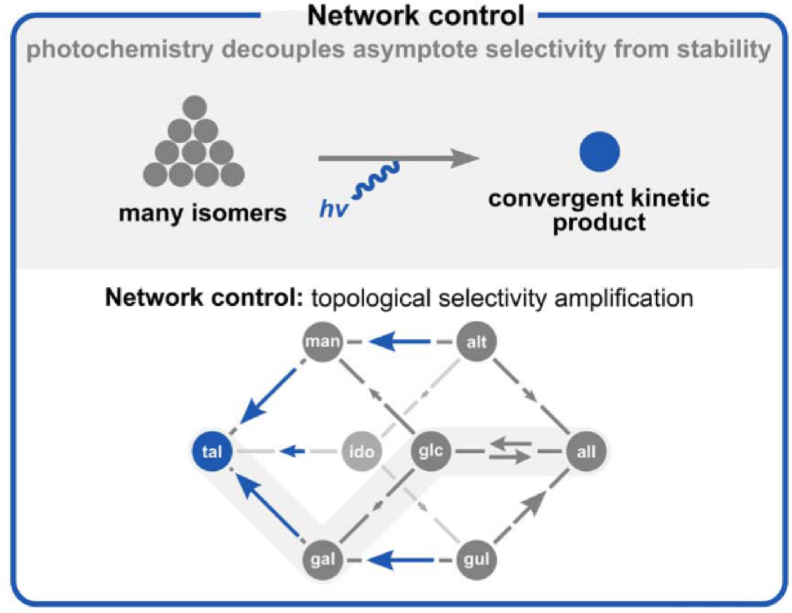 Network control
photochemistry decouples asymptote selectivity from stability
many isomers
hv
convergent kinetic
product
Network control: topological selectivity amplification
man
alt
tal
ido
glc
all
gal
gul